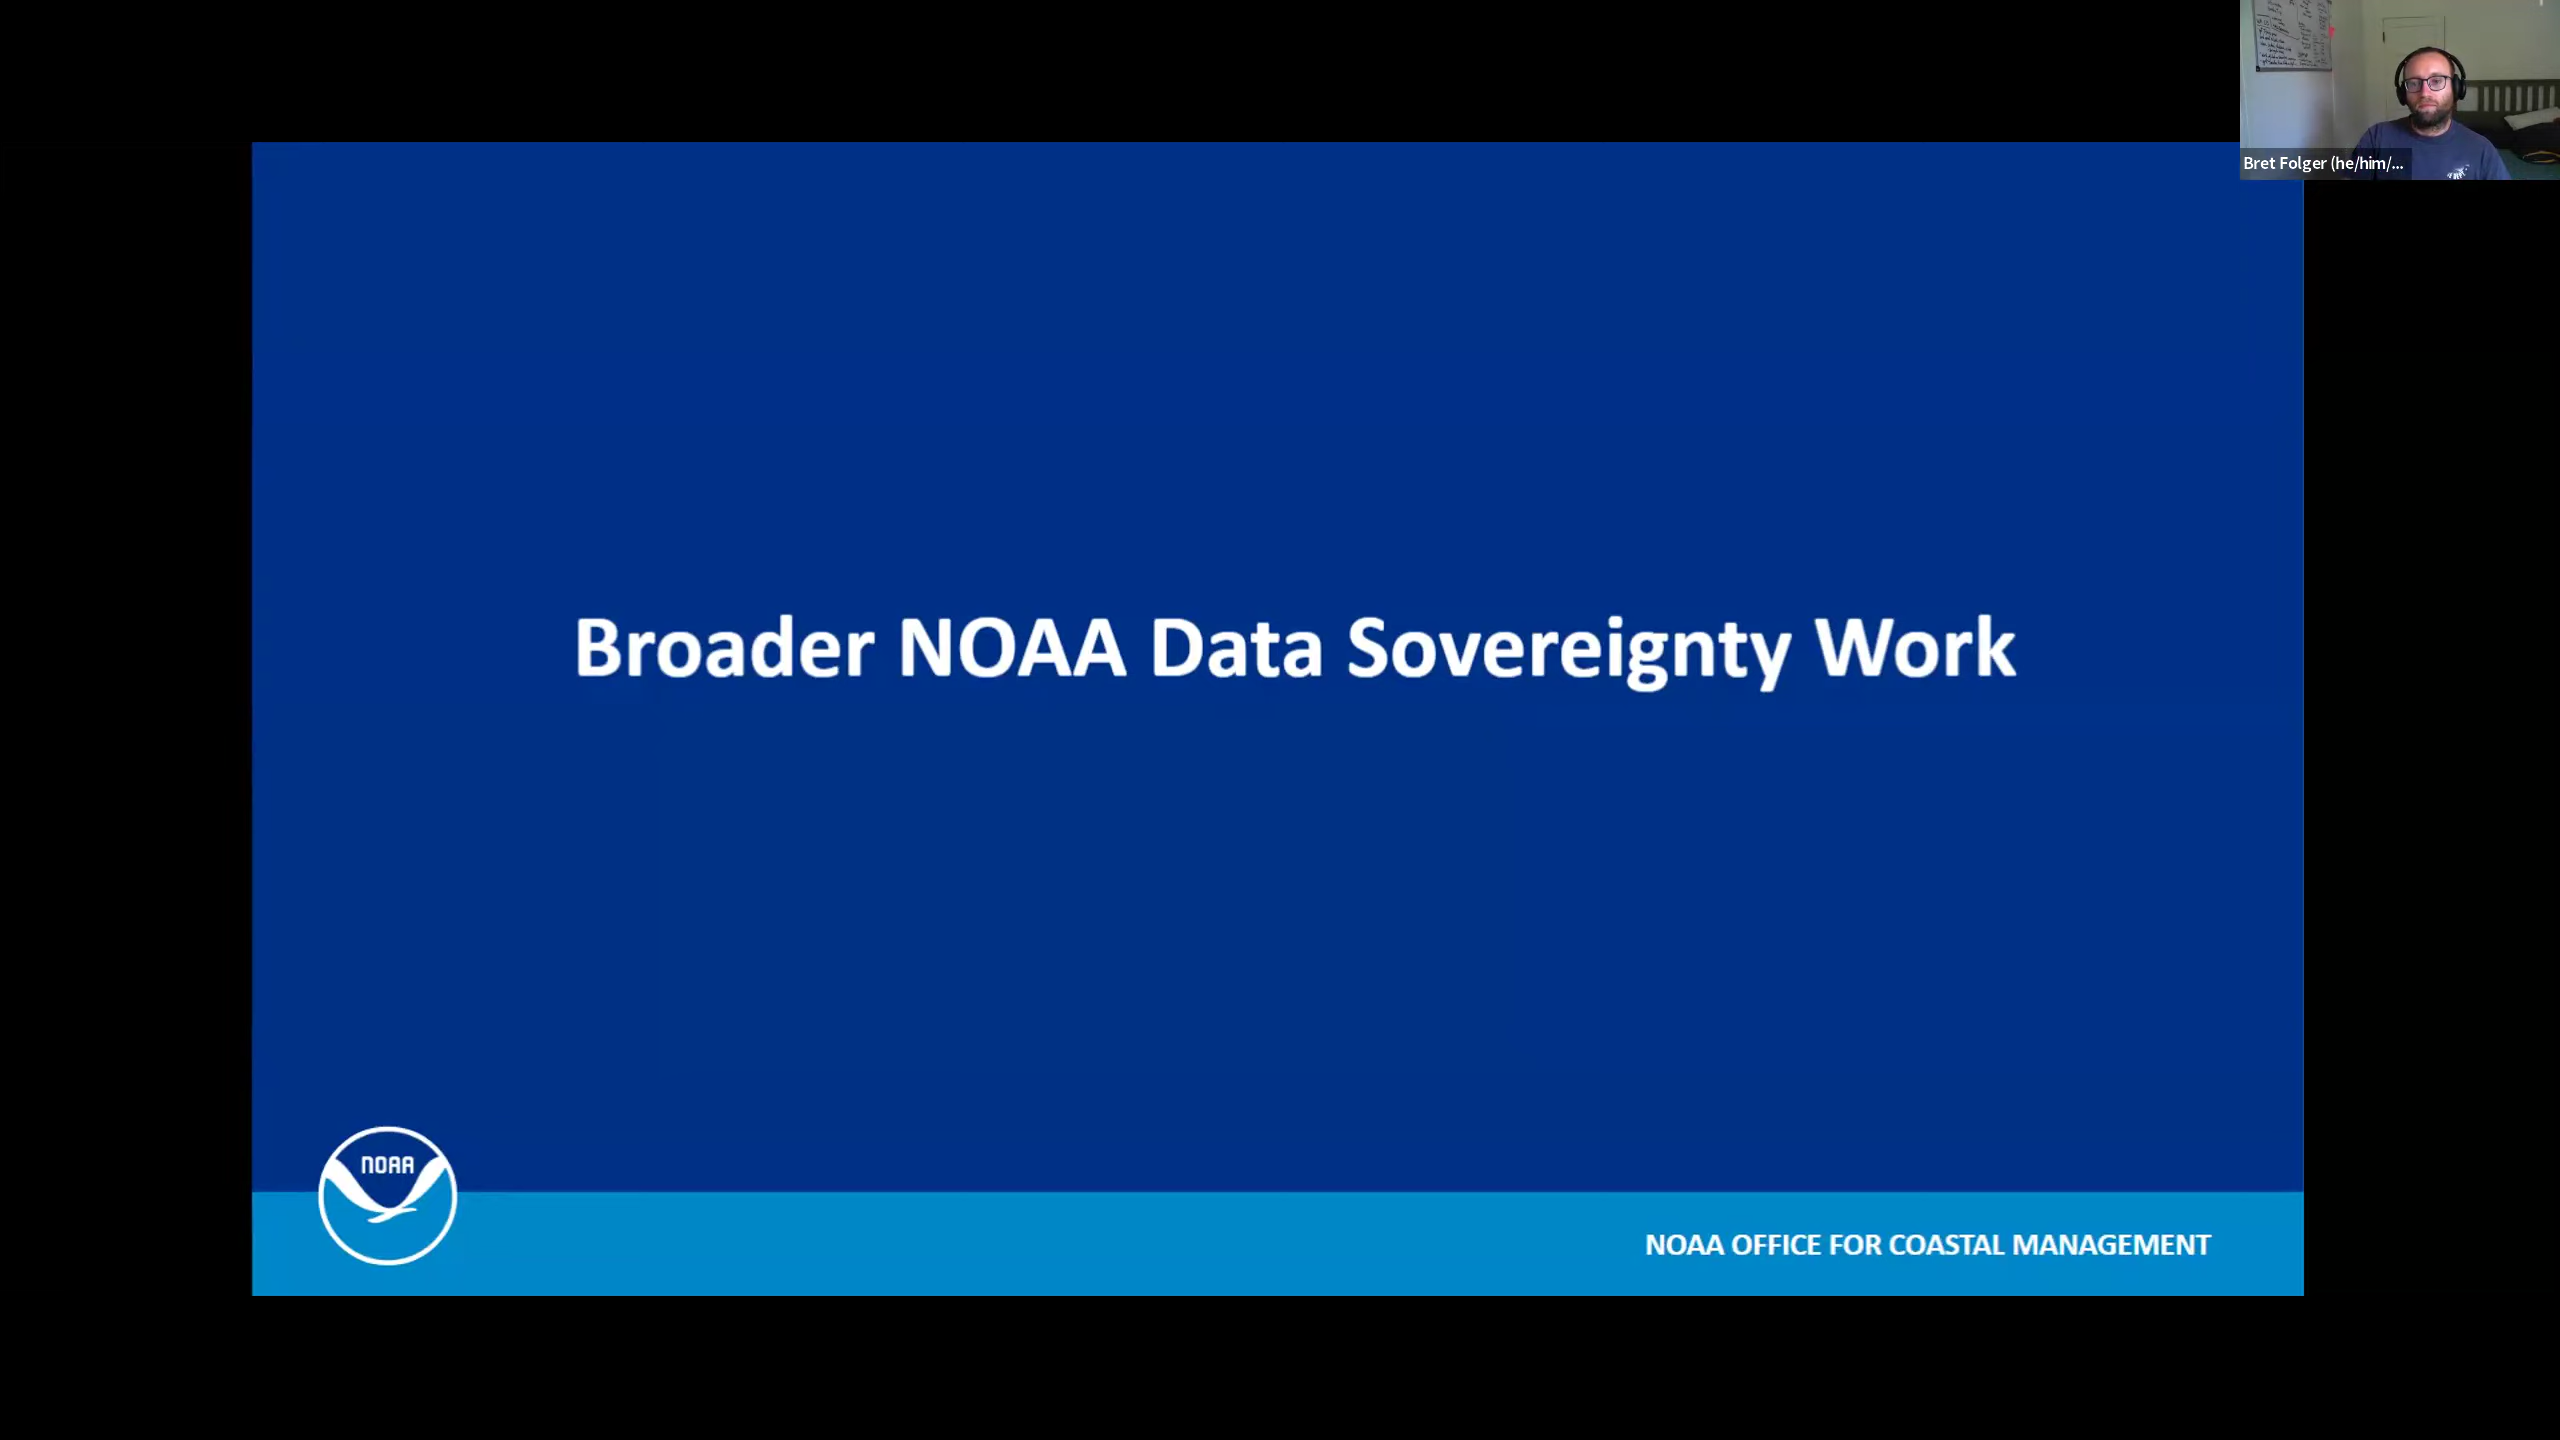 Bret Folger (he/him/...
Broader NOAA Data Sovereignty Work
NOAA
NOAA OFFICE FOR COASTAL MANAGEMENT